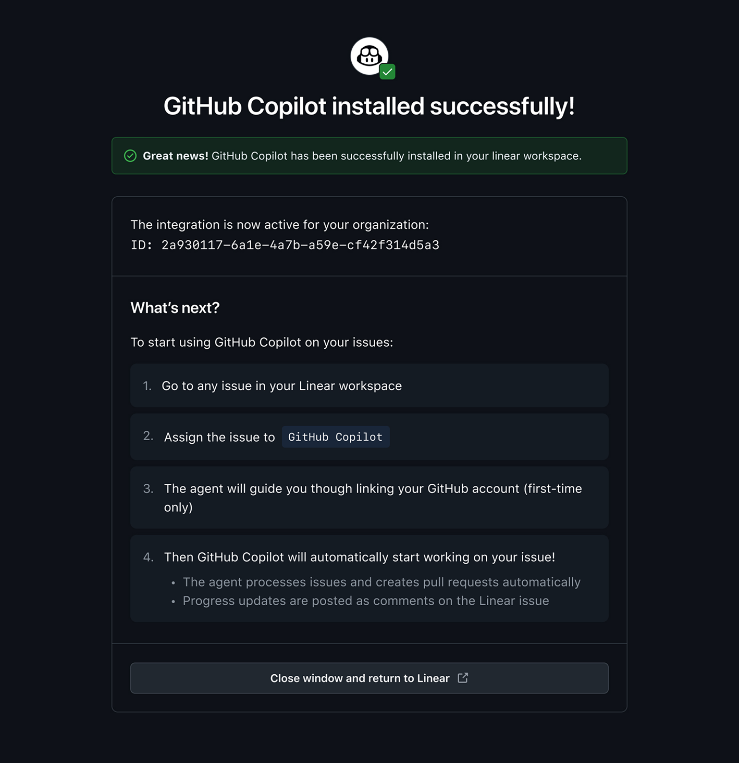 GitHub Copilot installed successfully!
Great news! GitHub Copilot has been successfully installed in your linear workspace.
The integration is now active for your organization:
ID: 2a930117-6a1e-4a7b-a59e-cf42f314d5a3
What's next?
To start using GitHub Copilot on your issues:
1. Go to any issue in your Linear workspace
2. Assign the issue to GitHub Copilot
3. The agent will guide you though linking your GitHub account (first-time
only)
4. Then GitHub Copilot will automatically start working on your issue!
• The agent processes issues and creates pull requests automatically
• Progress updates are posted as comments on the Linear issue
Close window and return to Linear